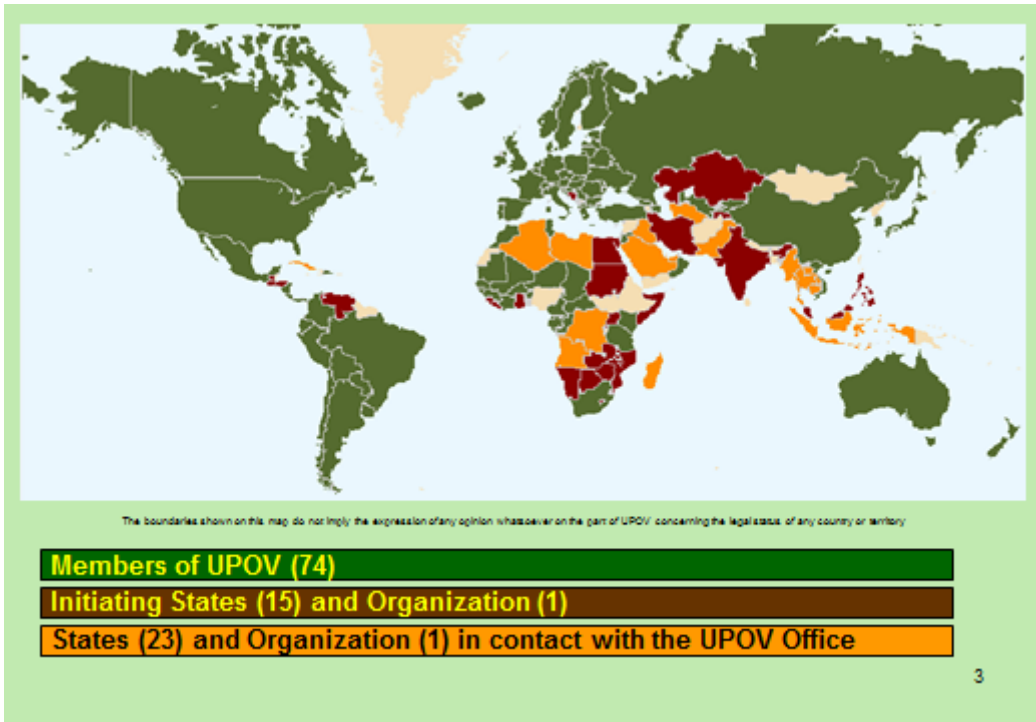 The boundaries shown on this map do not imply the expression of any opinion whatsoever on the part of UPOV concerning the legal status of any country or territory
Members of UPOV (74)
Initiating States (15) and Organization (1)
States (23) and Organization (1) in contact with the UPOV Office
3